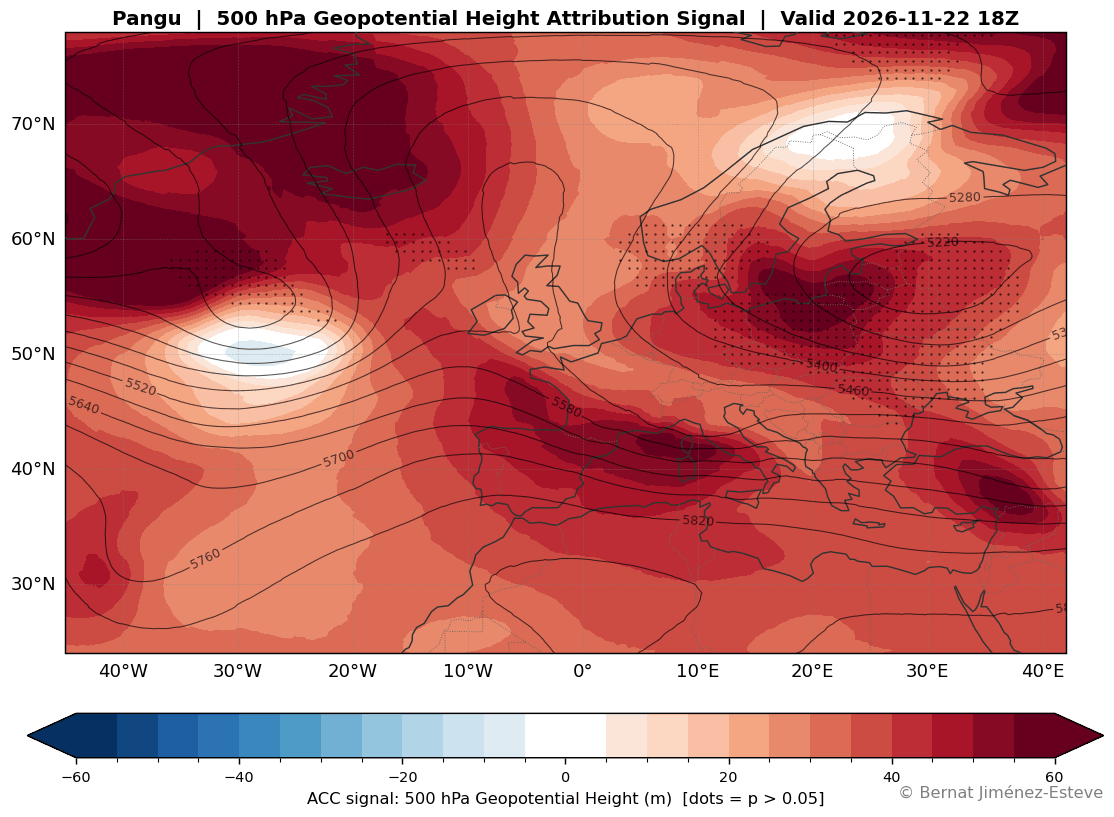 Pangu | 500 hPa Geopotential Height Attribution Signal | Valid 2026-11-22 18Z
70°N
60°N
50°N
40°N
30°N
5280
5220
5400
5460
5520
5580
5640
5700
5820
5760
40°W
30°W
20°W
10°W
0°
10°E
20°E
30°E
40°E
−60
−40
−20
0
20
40
60
ACC signal: 500 hPa Geopotential Height (m) [dots = p > 0.05]
© Bernat Jiménez-Esteve